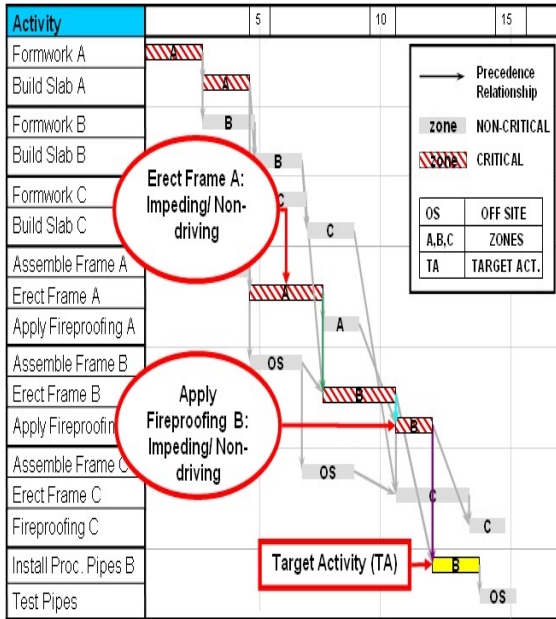 Activity 5 10 15
Formwork A A
Build Slab A A
Formwork B B
Build Slab B B
Formwork C C
Build Slab C C
Assemble Frame A
Erect Frame A A
Apply Fireproofing A A
Assemble Frame B OS
Erect Frame B B
Apply Fireproofin B
Assemble Frame C OS
Erect Frame C C
Fireproofing C C
Install Proc. Pipes B B
Test Pipes OS
Erect Frame A:
Impeding/ Non-
driving
Apply
Fireproofing B:
Impeding/ Non-
driving
Target Activity (TA)
Precedence
Relationship
zone NON-CRITICAL
zone CRITICAL
OS OFF SITE
A,B,C ZONES
TA TARGET ACT.